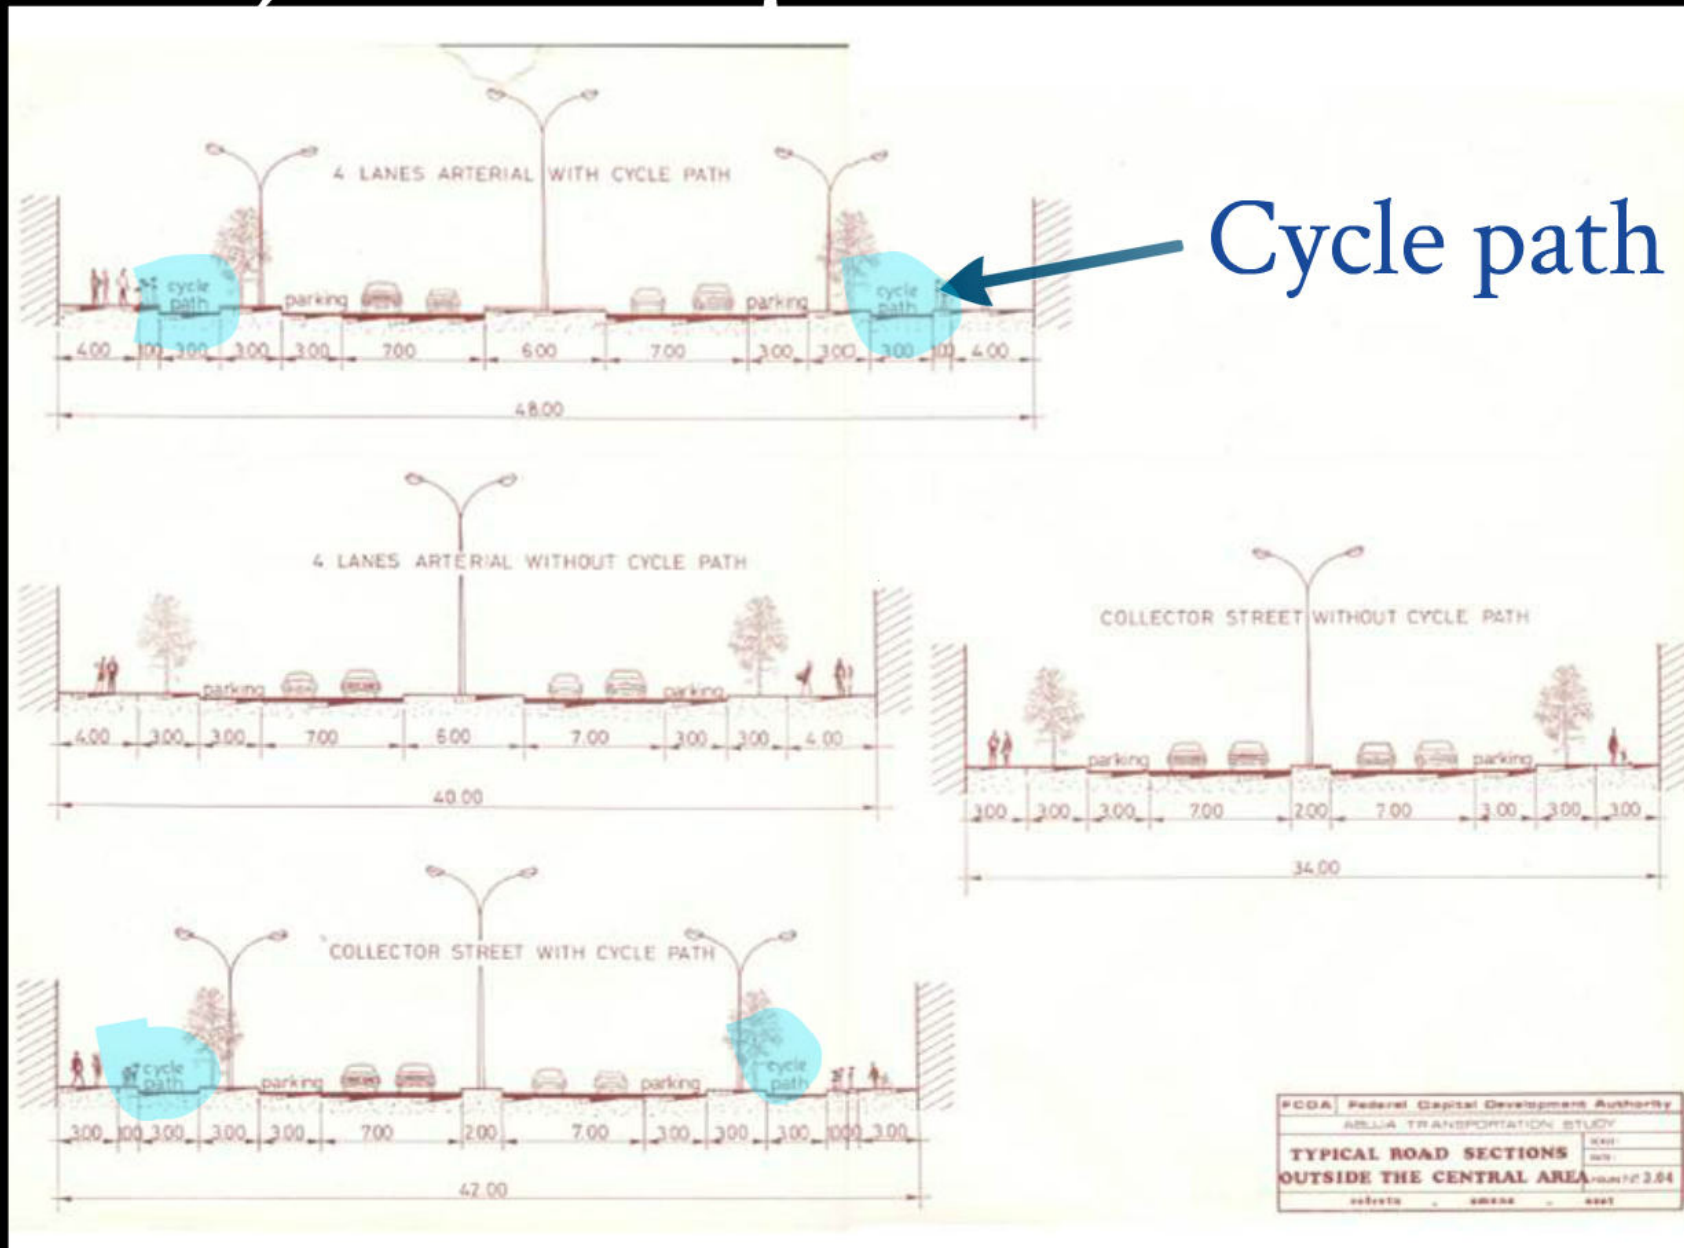 4 LANES ARTERIAL WITH CYCLE PATH
Cycle path
cycle path parking parking cycle path
4.00 1.00 3.00 3.00 3.00 7.00 6.00 7.00 3.00 3.00 3.00 1.00 4.00
48.00
4 LANES ARTERIAL WITHOUT CYCLE PATH
parking parking
4.00 3.00 3.00 7.00 6.00 7.00 3.00 3.00 4.00
40.00
COLLECTOR STREET WITHOUT CYCLE PATH
parking parking
3.00 3.00 3.00 7.00 2.00 7.00 3.00 3.00 3.00
34.00
COLLECTOR STREET WITH CYCLE PATH
cycle path parking parking cycle path
3.00 1.00 3.00 3.00 3.00 7.00 2.00 7.00 3.00 3.00 3.00 3.00
42.00
FCDA Federal Capital Development Authority
ABUJA TRANSPORTATION STUDY
TYPICAL ROAD SECTIONS
OUTSIDE THE CENTRAL AREA 3.04